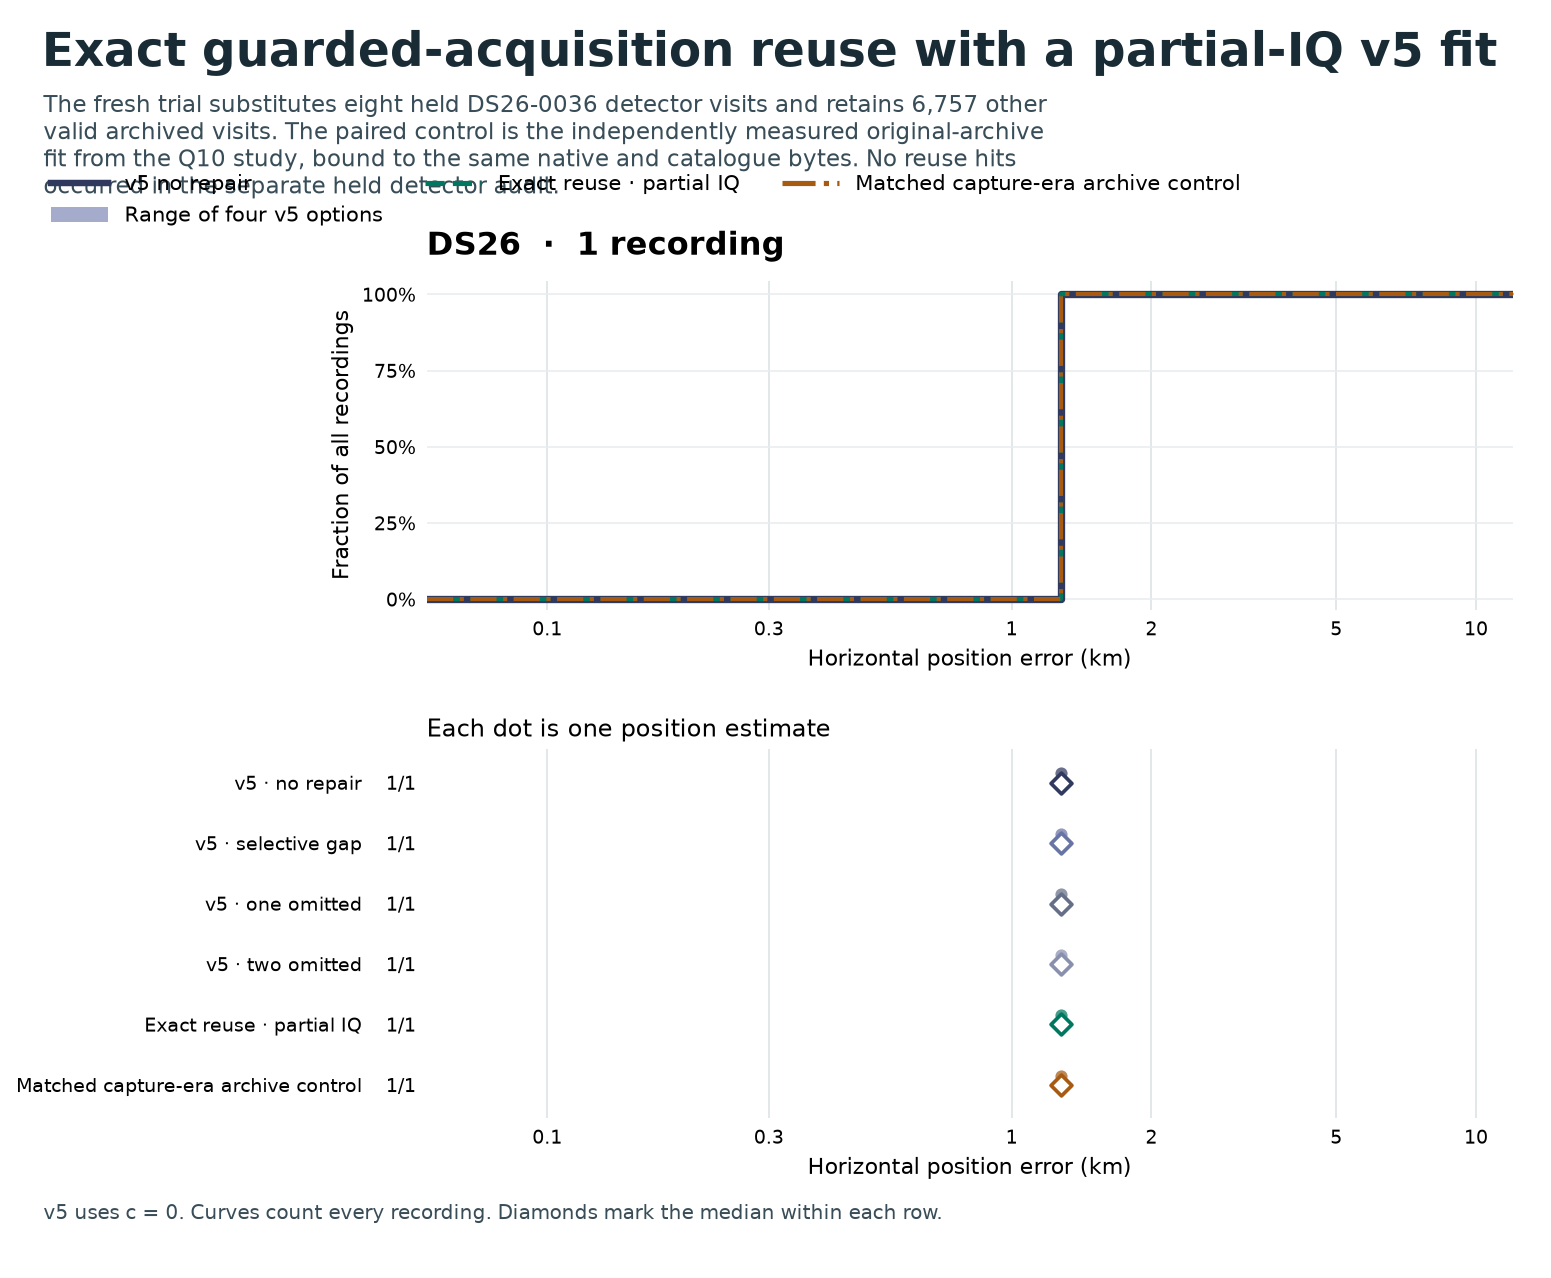 Exact guarded-acquisition reuse with a partial-IQ v5 fit
The fresh trial substitutes eight held DS26-0036 detector visits and retains 6,757 other
valid archived visits. The paired control is the independently measured original-archive
fit from the Q10 study, bound to the same native and catalogue bytes. No reuse hits
occurred in the separate held detector audit.
v5 no repair
Exact reuse · partial IQ
Matched capture-era archive control
Range of four v5 options
DS26 · 1 recording
Fraction of all recordings
100%
75%
50%
25%
0%
0.1 0.3 1 2 5 10
Horizontal position error (km)
Each dot is one position estimate
v5 · no repair 1/1
v5 · selective gap 1/1
v5 · one omitted 1/1
v5 · two omitted 1/1
Exact reuse · partial IQ 1/1
Matched capture-era archive control 1/1
0.1 0.3 1 2 5 10
Horizontal position error (km)
v5 uses c = 0. Curves count every recording. Diamonds mark the median within each row.